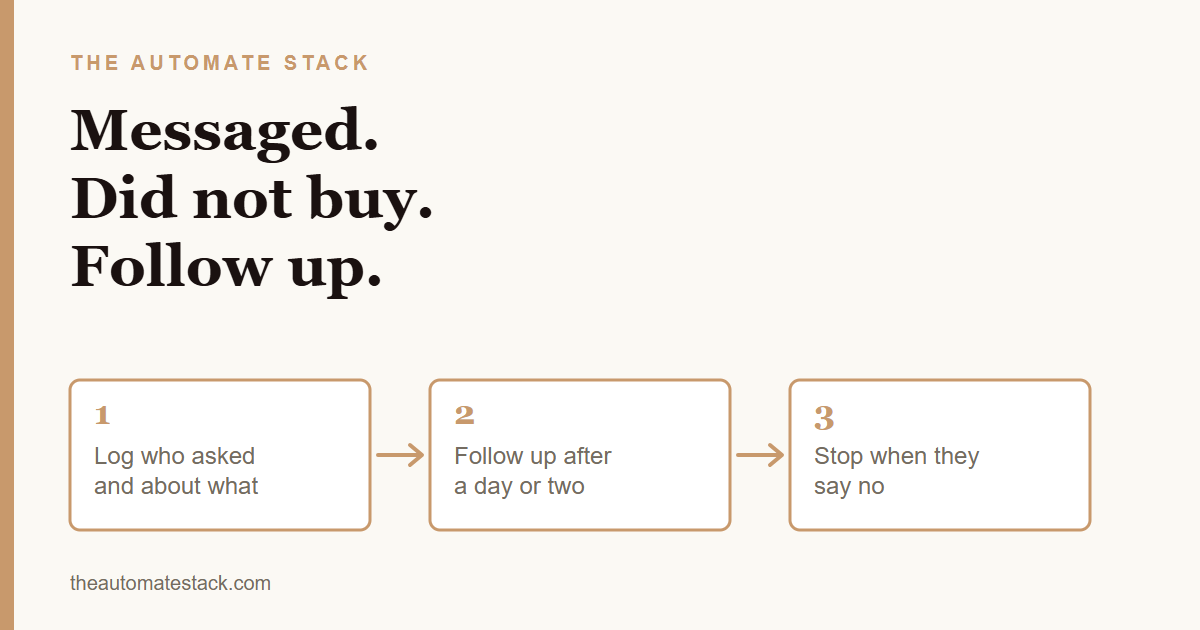 THE AUTOMATE STACK
Messaged.
Did not buy.
Follow up.
1
Log who asked
and about what
2
Follow up after
a day or two
3
Stop when they
say no
theautomatestack.com